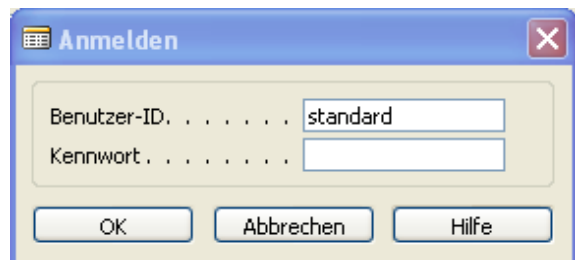 Anmelden
Benutzer-ID. . . . . . . standard
Kennwort . . . . . . . .
OK Abbrechen Hilfe